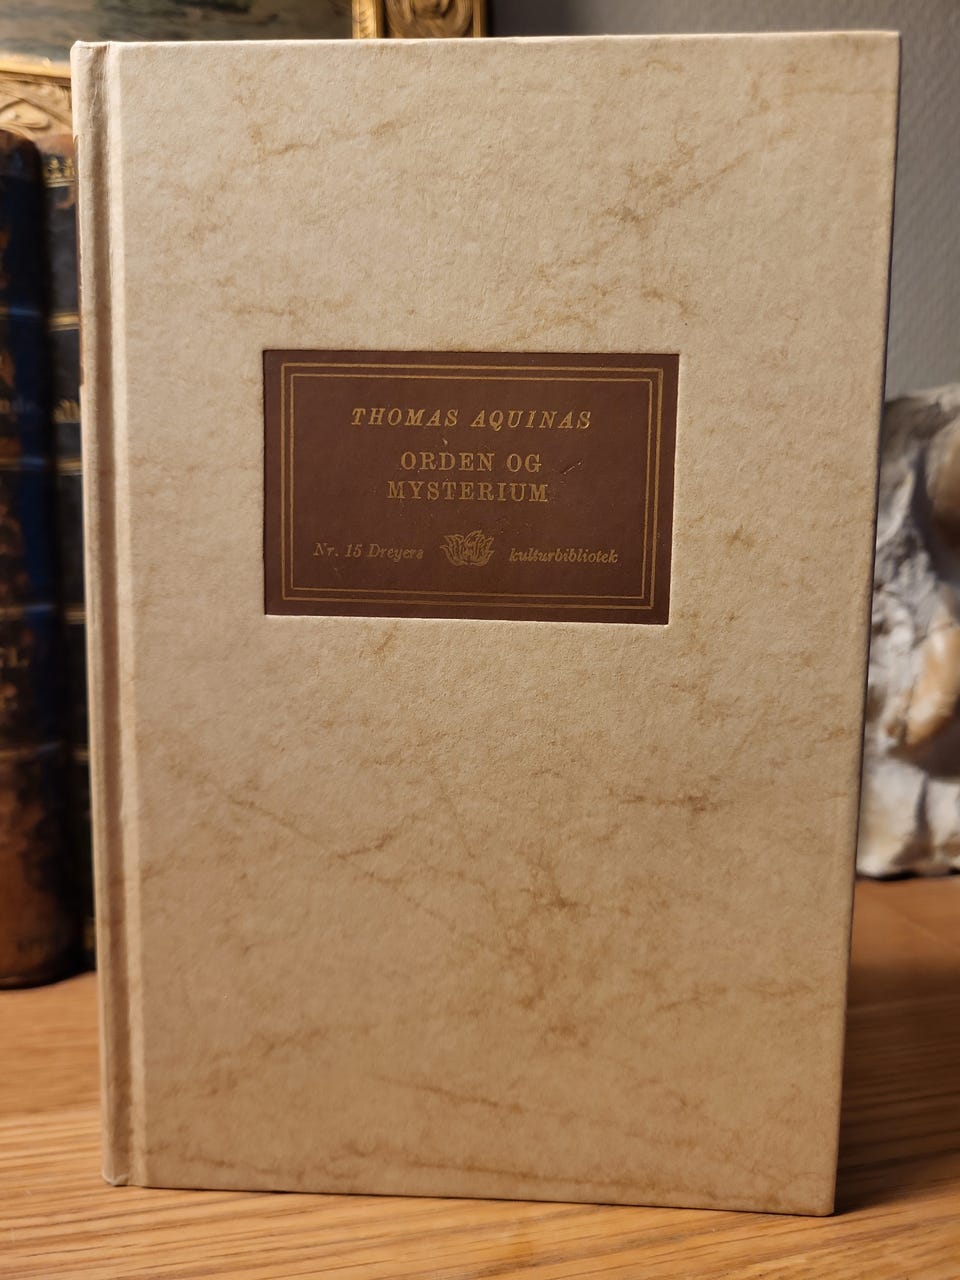 THOMAS AQUINAS
ORDEN OG
MYSTERIUM
Nr. 15 Dreyers kulturbibliotek